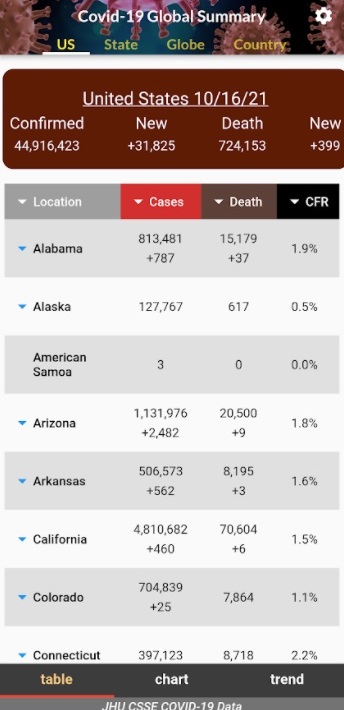 Covid-19 Global Summary
US State Globe Country
United States 10/16/21
Confirmed New Death New
44,916,423 +31,825 724,153 +399
Location Cases Death CFR
Alabama 813,481 15,179 1.9%
+787 +37
Alaska 127,767 617 0.5%
American
Samoa 3 0 0.0%
Arizona 1,131,976 20,500 1.8%
+2,482 +9
Arkansas 506,573 8,195 1.6%
+562 +3
California 4,810,682 70,604 1.5%
+460 +6
Colorado 704,839 7,864 1.1%
+25
Connecticut 397,123 8,718 2.2%
table chart trend
JHU CSSE COVID-19 Data